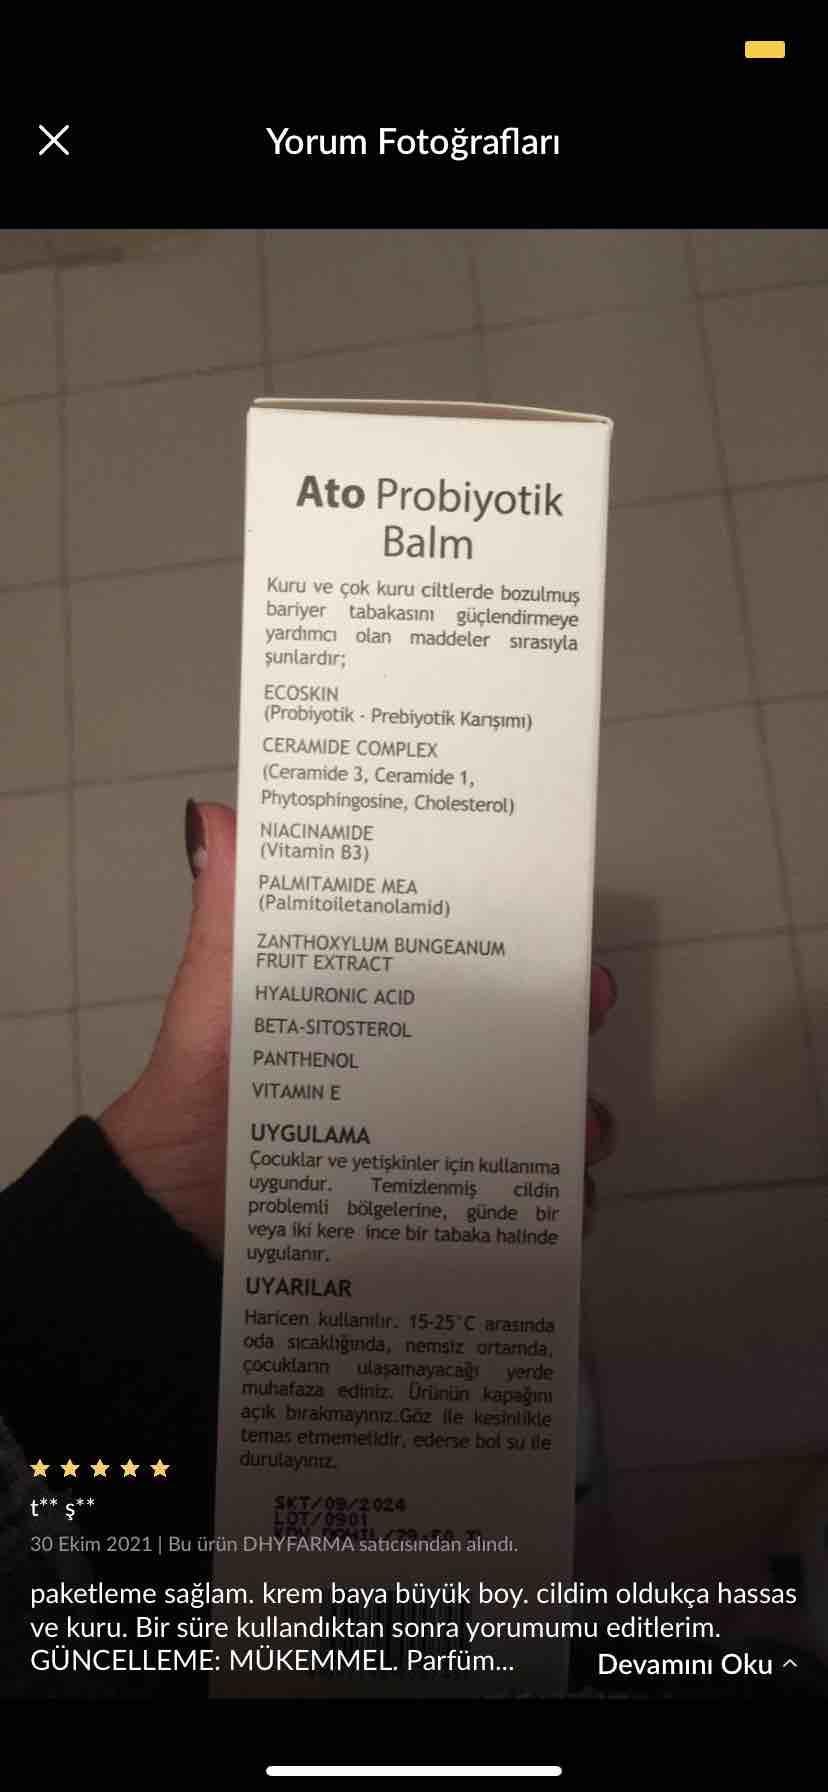 Yorum Fotoğrafları
Ato Probiyotik
Balm
Kuru ve çok kuru ciltlerde bozulmuş
bariyer tabakasını güçlendirmeye
yardımcı olan maddeler sırasıyla
şunlardır;
ECOSKIN
(Probiyotik - Prebiyotik Karışımı)
CERAMIDE COMPLEX
(Ceramide 3, Ceramide 1,
Phytosphingosine, Cholesterol)
NIACINAMIDE
(Vitamin B3)
PALMITAMIDE MEA
(Palmitoiletanolamid)
ZANTHOXYLUM BUNGEANUM
FRUIT EXTRACT
HYALURONIC ACID
BETA-SITOSTEROL
PANTHENOL
VITAMIN E
UYGULAMA
Çocuklar ve yetişkinler için kullanıma
uygundur. Temizlenmiş cildin
problemli bölgelerine, günde bir
veya iki kere ince bir tabaka halinde
uygulanır.
UYARILAR
Haricen kullanılır. 15-25°C arasında
oda sıcaklığında, nemsiz ortamda,
çocukların ulaşamayacağı yerde
muhafaza ediniz. Ürünün kapağını
açık bırakmayınız.Göz ile kesinlikle
temas etmemelidir, ederse bol su ile
durulayınız.
SKT/09/2024
LOT/0901
t** ş**
30 Ekim 2021 | Bu ürün DHYFARMA satıcısından alındı.
paketleme sağlam. krem baya büyük boy. cildim oldukça hassas
ve kuru. Bir süre kullandıktan sonra yorumumu editlerim.
GÜNCELLEME: MÜKEMMEL. Parfüm... Devamını Oku